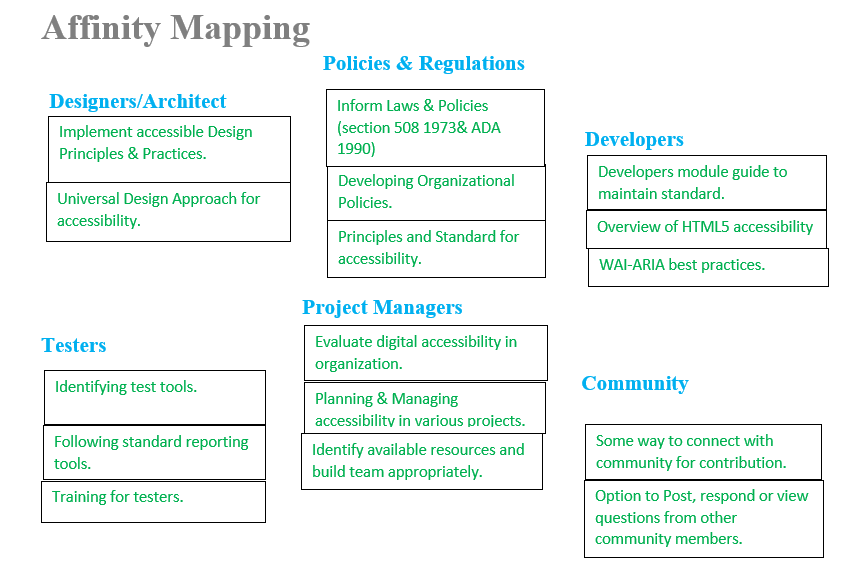 Affinity Mapping
Policies & Regulations
Inform Laws & Policies
(section 508 1973& ADA
1990)
Developing Organizational
Policies.
Principles and Standard for
accessibility.
Designers/Architect
Implement accessible Design
Principles & Practices.
Universal Design Approach for
accessibility.
Developers
Developers module guide to
maintain standard.
Overview of HTML5 accessibility
WAI-ARIA best practices.
Project Managers
Evaluate digital accessibility in
organization.
Planning & Managing
accessibility in various projects.
Identify available resources and
build team appropriately.
Testers
Identifying test tools.
Following standard reporting
tools.
Training for testers.
Community
Some way to connect with
community for contribution.
Option to Post, respond or view
questions from other
community members.